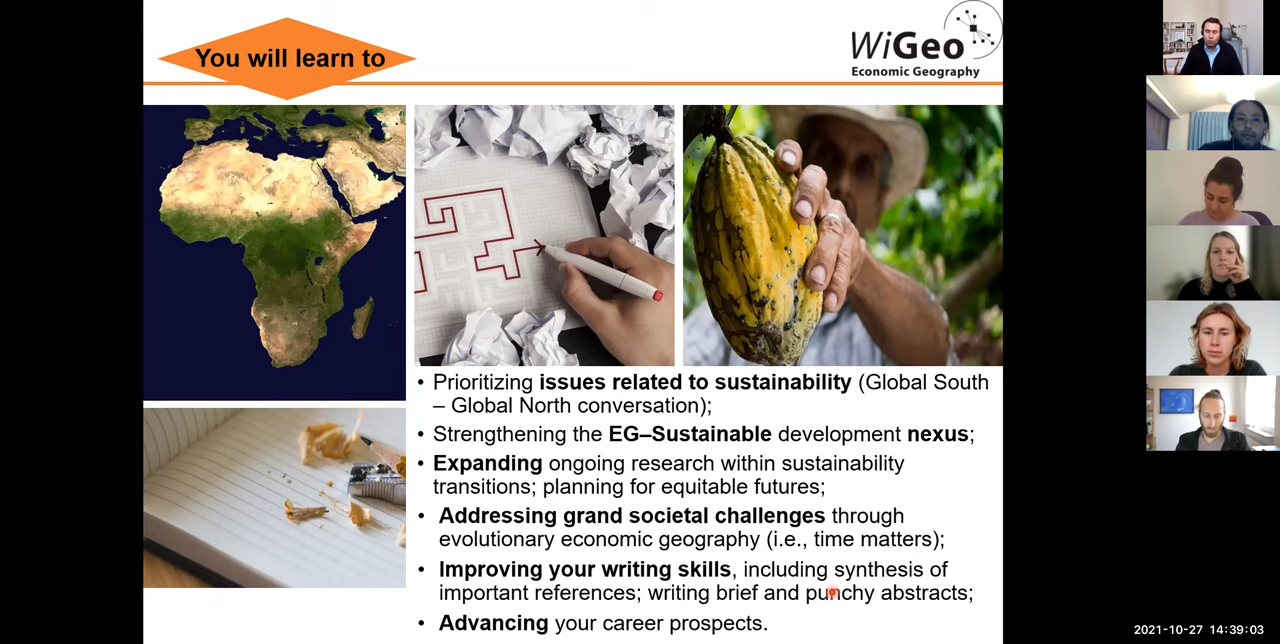 You will learn to
WiGeo
Economic Geography
• Prioritizing issues related to sustainability (Global South
– Global North conversation);
• Strengthening the EG–Sustainable development nexus;
• Expanding ongoing research within sustainability
transitions; planning for equitable futures;
• Addressing grand societal challenges through
evolutionary economic geography (i.e., time matters);
• Improving your writing skills, including synthesis of
important references; writing brief and punchy abstracts;
• Advancing your career prospects.
2021-10-27 14:39:03